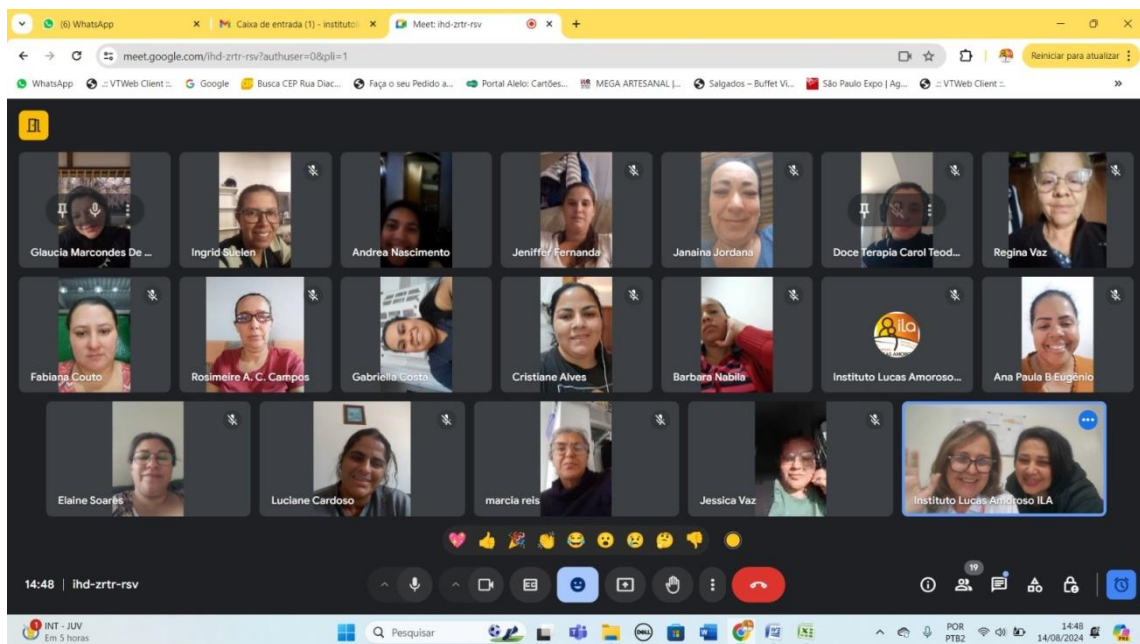 (6) WhatsApp
Caixa de entrada (1) - institutol
Meet: ihd-zrtr-rsv
meet.google.com/ihd-zrtr-rsv?authuser=0&pli=1
Reiniciar para atualizar
WhatsApp
.:: VTWeb Client ::.
Google
Busca CEP Rua Diac...
Faça o seu Pedido a...
Portal Alelo: Cartões...
MEGA ARTESANAL |...
Salgados – Buffet Vi...
São Paulo Expo | Ag...
.:: VTWeb Client ::.
Glaucia Marcondes De ...
Ingrid Suelen
Andrea Nascimento
Jeniffer Fernanda
Janaina Jordana
Doce Terapia Carol Teod...
Regina Vaz
Fabiana Couto
Rosimeire A. C. Campos
Gabriella Costa
Cristiane Alves
Barbara Nabila
ila
Instituto Lucas Amoroso...
Ana Paula B Eugênio
Elaine Soares
Luciane Cardoso
marcia reis
Jessica Vaz
Instituto Lucas Amoroso ILA
14:48 | ihd-zrtr-rsv
19
INT - JUV
Em 5 horas
Pesquisar
POR
PTB2
14:48
14/08/2024